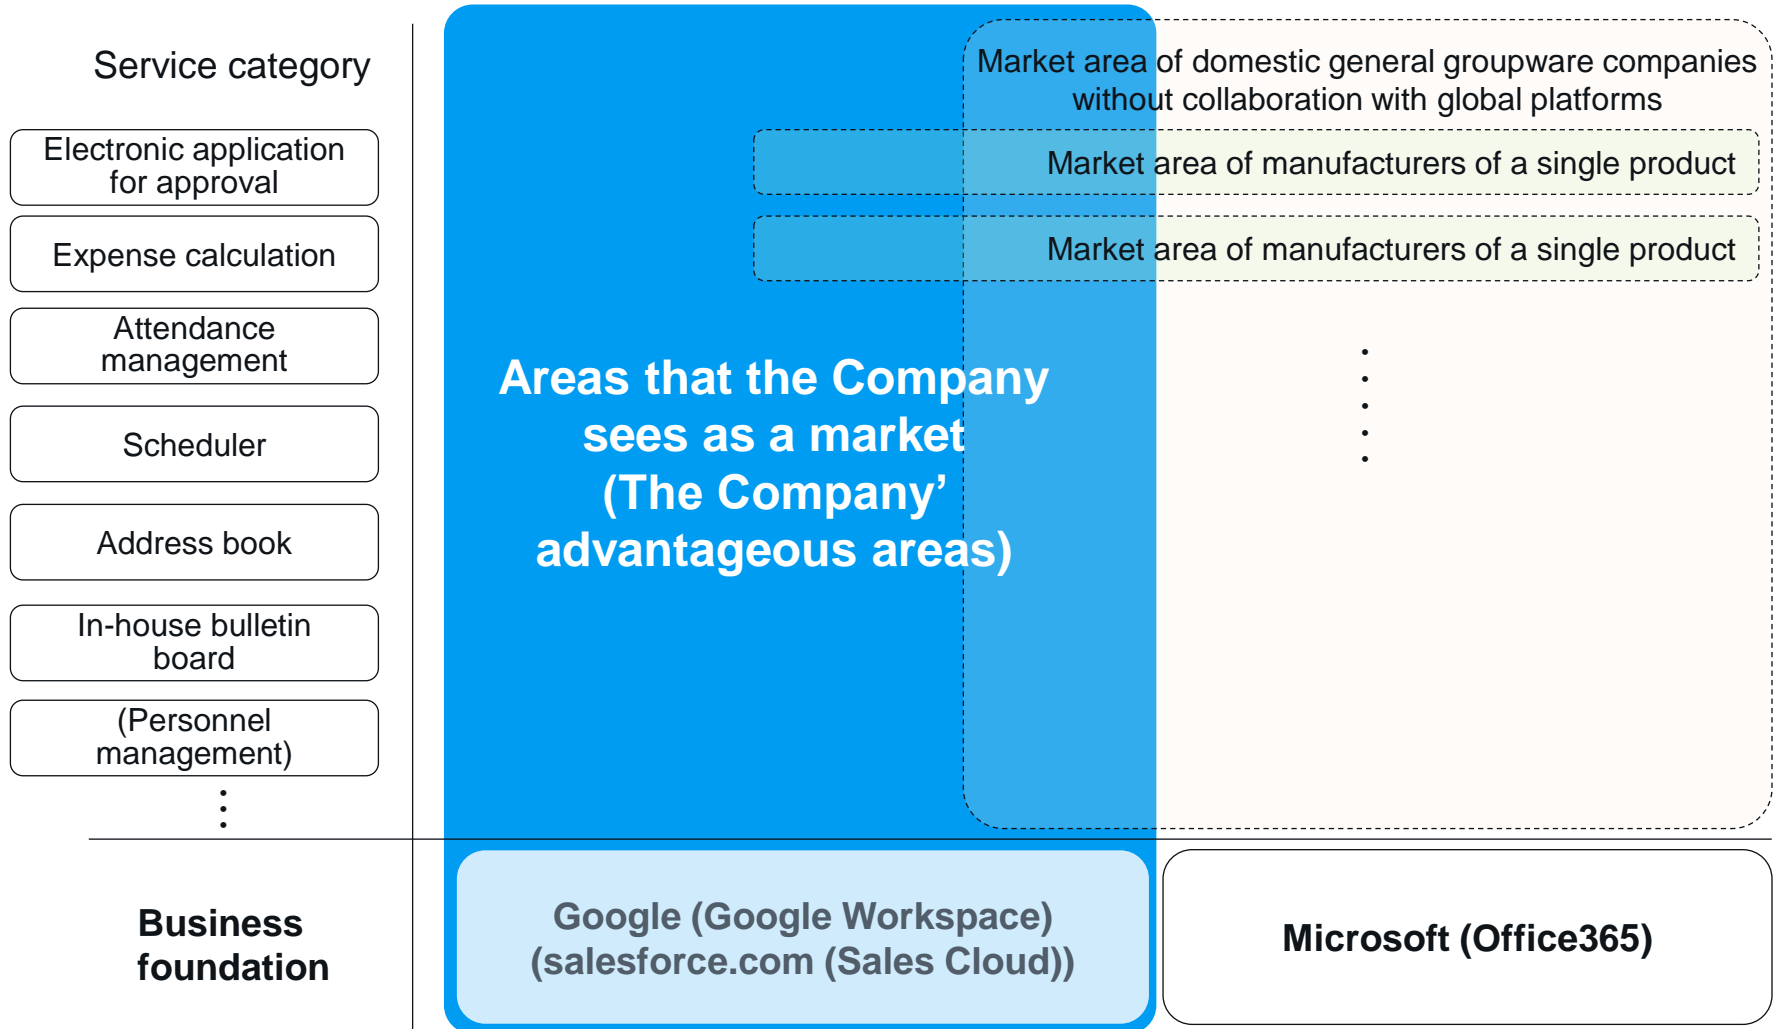 Service category
Electronic application
for approval
Expense calculation
Attendance
management
Scheduler
Address book
In-house bulletin
board
(Personnel
management)
Market area of domestic general groupware companies
without collaboration with global platforms
Market area of manufacturers of a single product
Market area of manufacturers of a single product
Areas that the Company
sees as a market
(The Company’
advantageous areas)
Business
foundation
Google (Google Workspace)
(salesforce.com (Sales Cloud))
Microsoft (Office365)